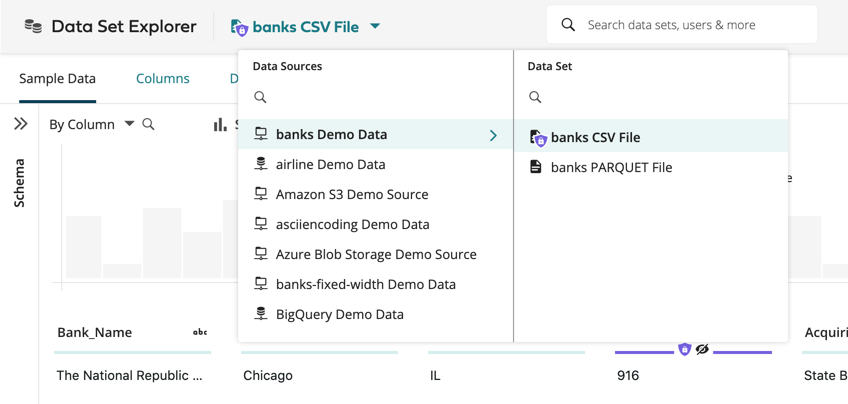 Data Set Explorer
banks CSV File
Search data sets, users & more
Sample Data
Columns
D
Data Sources
Data Set
By Column
S
banks Demo Data
airline Demo Data
Amazon S3 Demo Source
asciiencoding Demo Data
Azure Blob Storage Demo Source
banks-fixed-width Demo Data
BigQuery Demo Data
banks CSV File
banks PARQUET File
e
Schema
Bank_Name
abc
Acquiri
The National Republic ...
Chicago
IL
916
State B